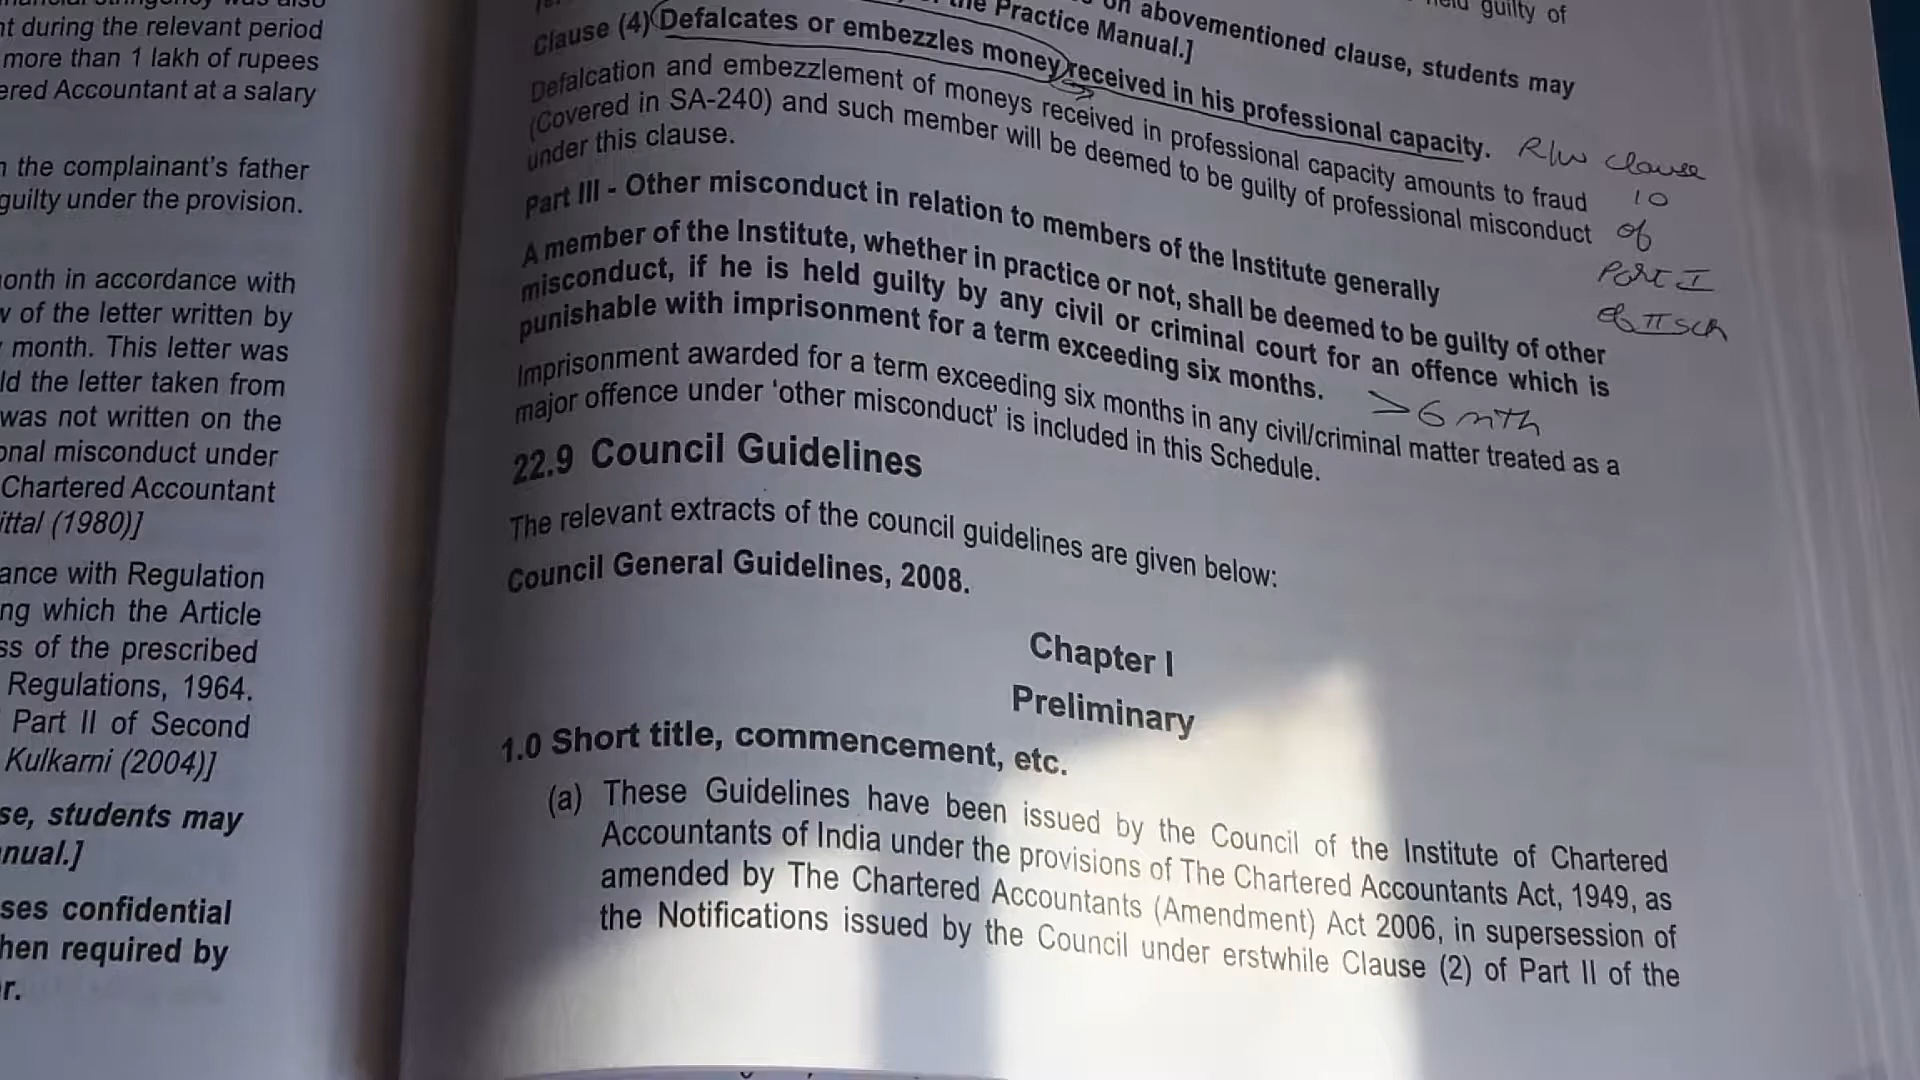 nt during the relevant period
more than 1 lakh of rupees
ered Accountant at a salary
the complainant's father
guilty under the provision.
onth in accordance with
of the letter written by
month. This letter was
ld the letter taken from
was not written on the
onal misconduct under
Chartered Accountant
ittal (1980)]
ance with Regulation
ng which the Article
ss of the prescribed
Regulations, 1964.
Part II of Second
Kulkarni (2004)]
se, students may
nual.]
ses confidential
hen required by
r.
guilty of
on abovementioned clause, students may
the Practice Manual.]
Clause (4) Defalcates or embezzles money received in his professional capacity.
Defalcation and embezzlement of moneys received in professional capacity amounts to fraud
(Covered in SA-240) and such member will be deemed to be guilty of professional misconduct
under this clause.
R/w Clause
10
of
Part I
of II Sch
Part III - Other misconduct in relation to members of the Institute generally
A member of the Institute, whether in practice or not, shall be deemed to be guilty of other
misconduct, if he is held guilty by any civil or criminal court for an offence which is
punishable with imprisonment for a term exceeding six months.
>6 mth
Imprisonment awarded for a term exceeding six months in any civil/criminal matter treated as a
major offence under 'other misconduct' is included in this Schedule.
22.9 Council Guidelines
The relevant extracts of the council guidelines are given below:
Council General Guidelines, 2008.
Chapter I
Preliminary
1.0 Short title, commencement, etc.
(a) These Guidelines have been issued by the Council of the Institute of Chartered
Accountants of India under the provisions of The Chartered Accountants Act, 1949, as
amended by The Chartered Accountants (Amendment) Act 2006, in supersession of
the Notifications issued by the Council under erstwhile Clause (2) of Part II of the